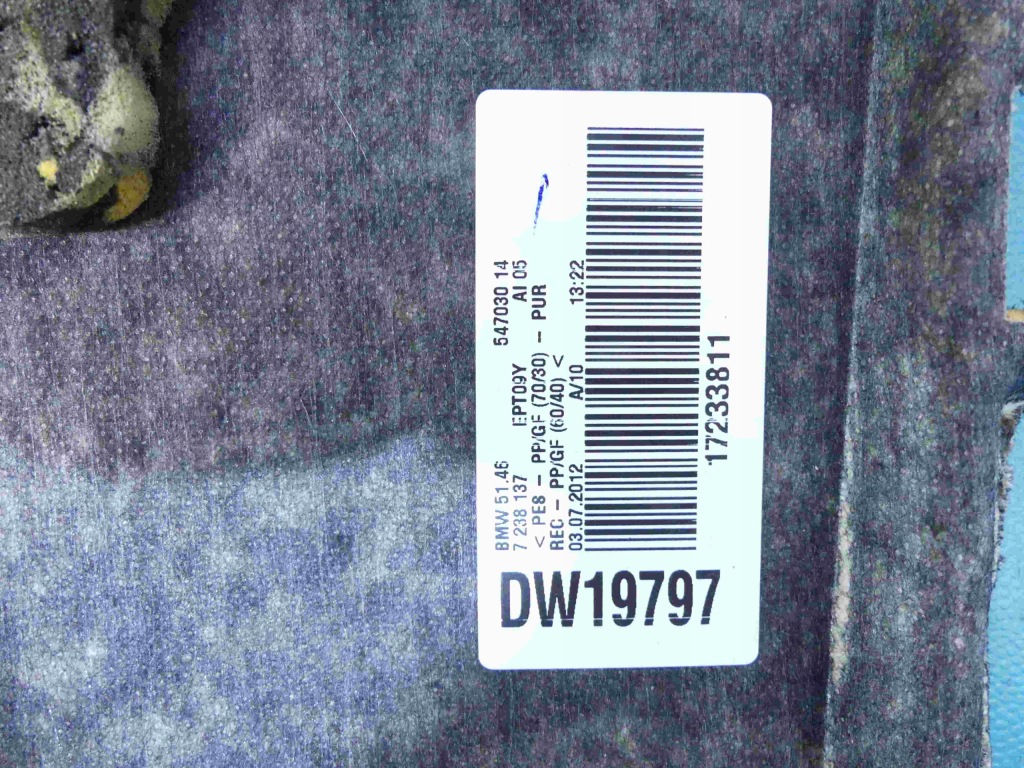 BMW 51.46 547030 14
7 238 137 EPT09Y AI 05
< PES – PP/GF (70/30) – PUR
REC – PP/GF (60/40) <
03.07.2012 A/10 13:22
17233811
DW19797